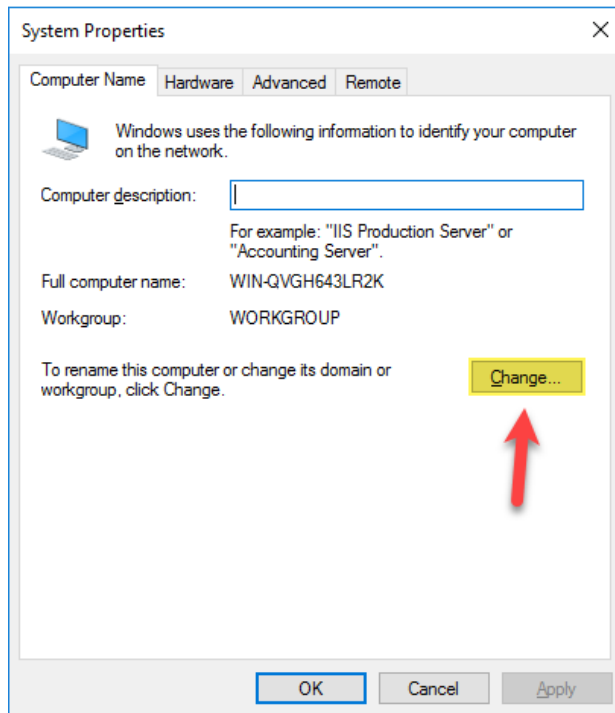 System Properties
Computer Name Hardware Advanced Remote
Windows uses the following information to identify your computer
on the network.
Computer description:
For example: "IIS Production Server" or
"Accounting Server".
Full computer name: WIN-QVGH643LR2K
Workgroup: WORKGROUP
To rename this computer or change its domain or
workgroup, click Change.
Change...
OK Cancel Apply